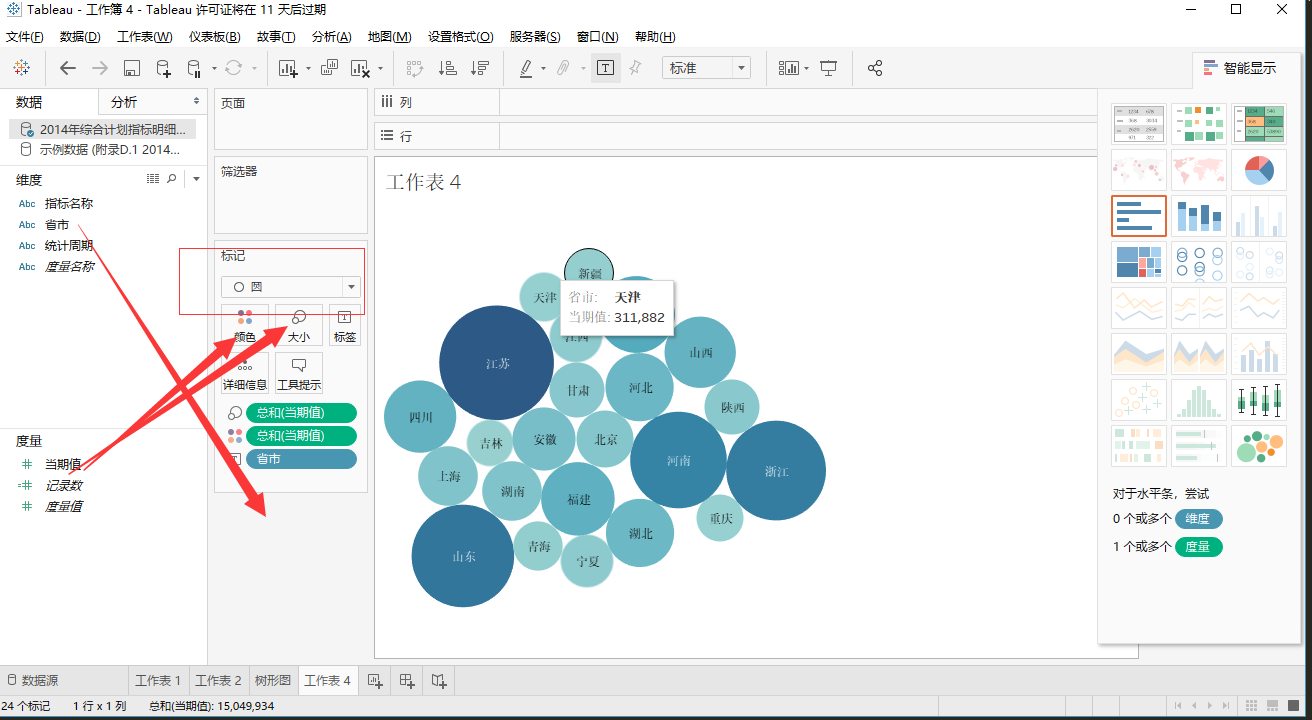 Tableau - 工作簿 4 - Tableau 许可证将在 11 天后过期
文件(F) 数据(D) 工作表(W) 仪表板(B) 故事(T) 分析(A) 地图(M) 设置格式(O) 服务器(S) 窗口(N) 帮助(H)
标准
智能显示
数据 分析
2014年综合计划指标明细...
示例数据 (附录D.1 2014...
维度
Abc 指标名称
Abc 省市
Abc 统计周期
Abc 度量名称
度量
当期值
记录数
度量值
页面
筛选器
标记
圆
颜色 大小 标签
详细信息 工具提示
总和(当期值)
总和(当期值)
省市
列
行
工作表 4
新疆
天津
省市: 天津
当期值: 311,882
江西
山西
江苏
甘肃
河北
四川
陕西
吉林
安徽
北京
河南
浙江
上海
湖南
福建
重庆
山东
青海
宁夏
湖北
对于水平条，尝试
0 个或多个 维度
1 个或多个 度量
数据源 工作表 1 工作表 2 树形图 工作表 4
24 个标记 1 行 x 1 列 总和(当期值): 15,049,934